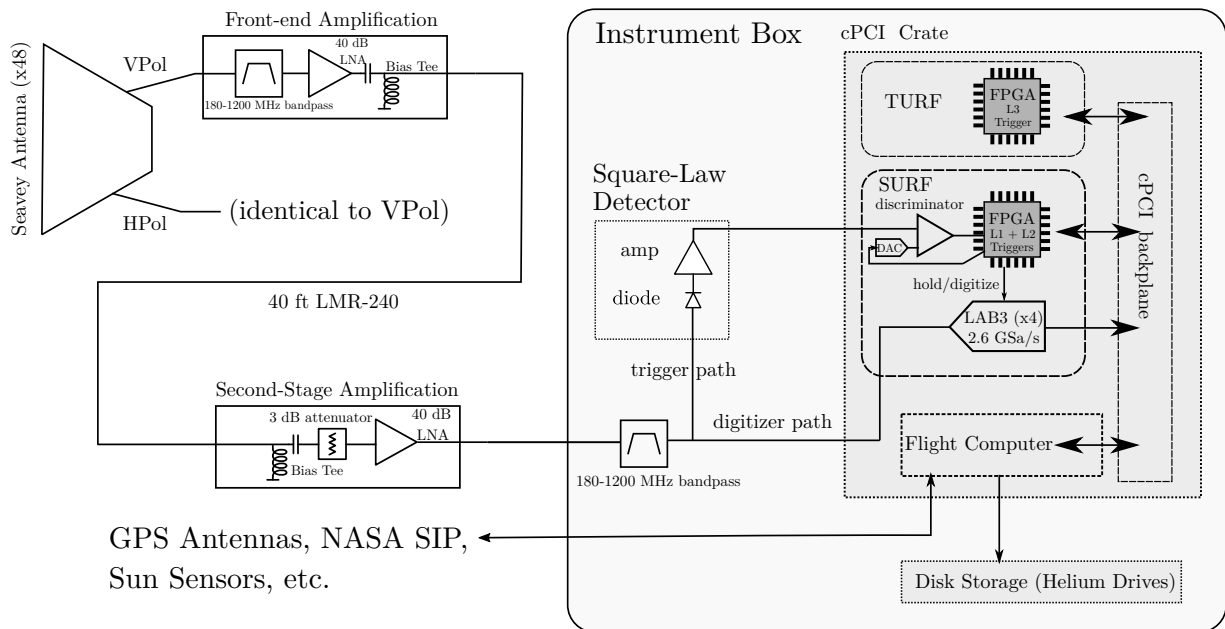 Front-end Amplification
Seavey Antenna (x48)
VPol
40 dB
LNA
Bias Tee
180-1200 MHz bandpass
HPol
(identical to VPol)
40 ft LMR-240
Second-Stage Amplification
3 dB attenuator
40 dB
LNA
Bias Tee
180-1200 MHz bandpass
GPS Antennas, NASA SIP,
Sun Sensors, etc.
Instrument Box
cPCI Crate
TURF
FPGA
L3
Trigger
Square-Law
Detector
amp
diode
trigger path
digitizer path
SURF
discriminator
DAC
FPGA
L1 + L2
Triggers
hold/digitize
LAB3 (x4)
2.6 GSa/s
cPCI backplane
Flight Computer
Disk Storage (Helium Drives)